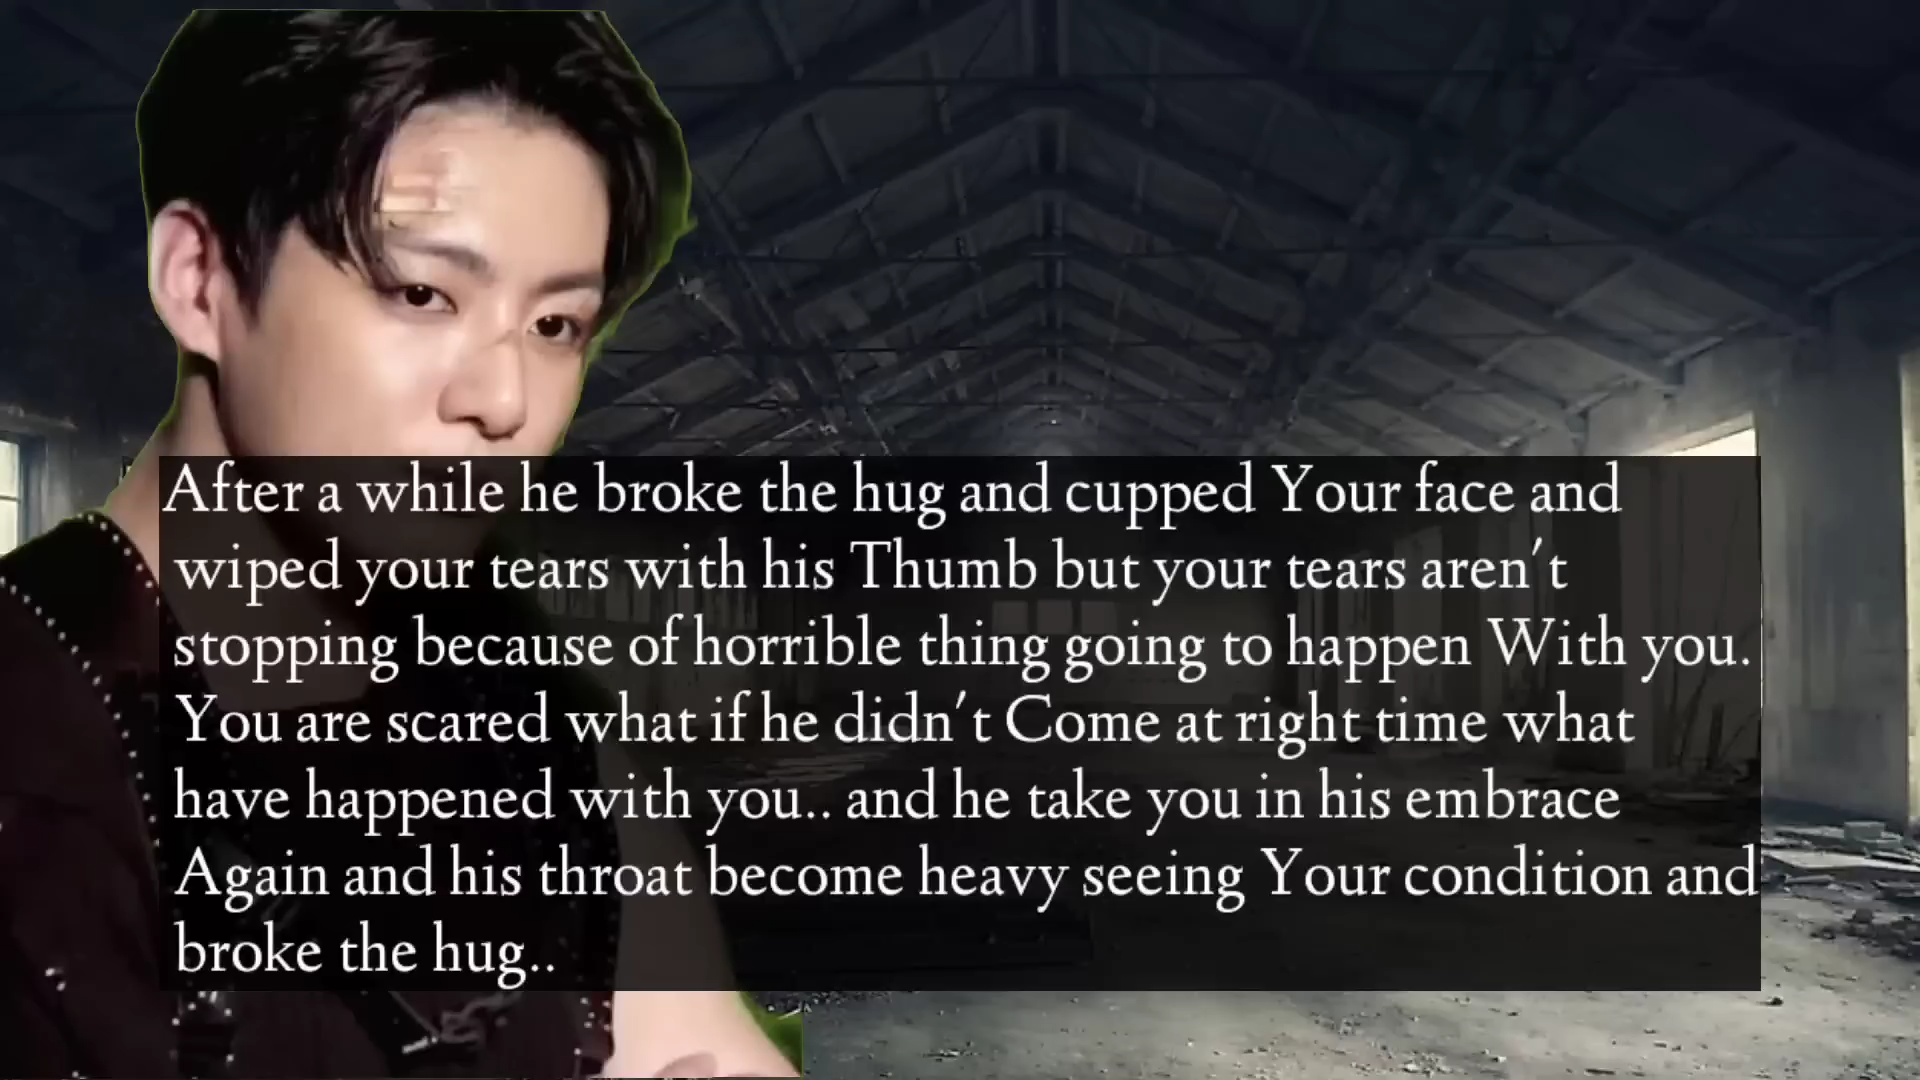 After a while he broke the hug and cupped Your face and
wiped your tears with his Thumb but your tears aren't
stopping because of horrible thing going to happen With you.
You are scared what if he didn't Come at right time what
have happened with you.. and he take you in his embrace
Again and his throat become heavy seeing Your condition and
broke the hug..